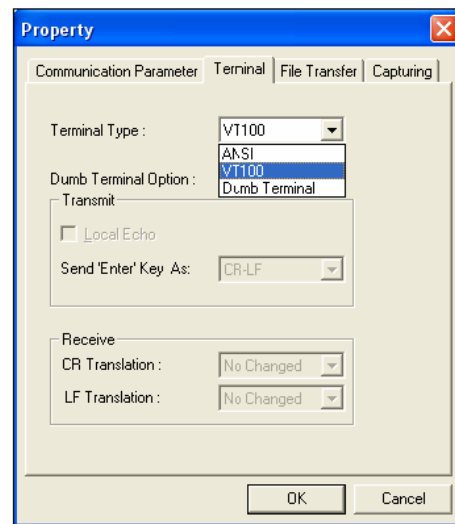 Property
Communication Parameter Terminal File Transfer Capturing
Terminal Type : VT100
ANSI
VT100
Dumb Terminal Option :
Dumb Terminal
Transmit
Local Echo
Send 'Enter' Key As: CR-LF
Receive
CR Translation : No Changed
LF Translation : No Changed
OK Cancel